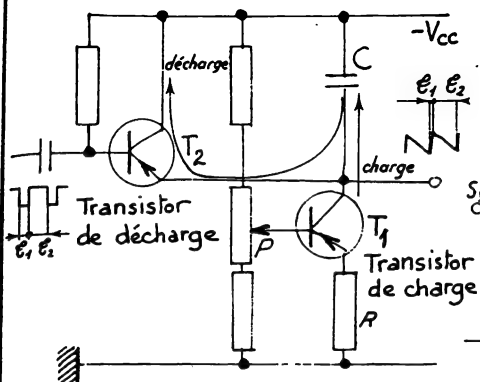 -Vcc
décharge
C
T2
charge
Transistor
de décharge
P
T1
Transistor
de charge
R